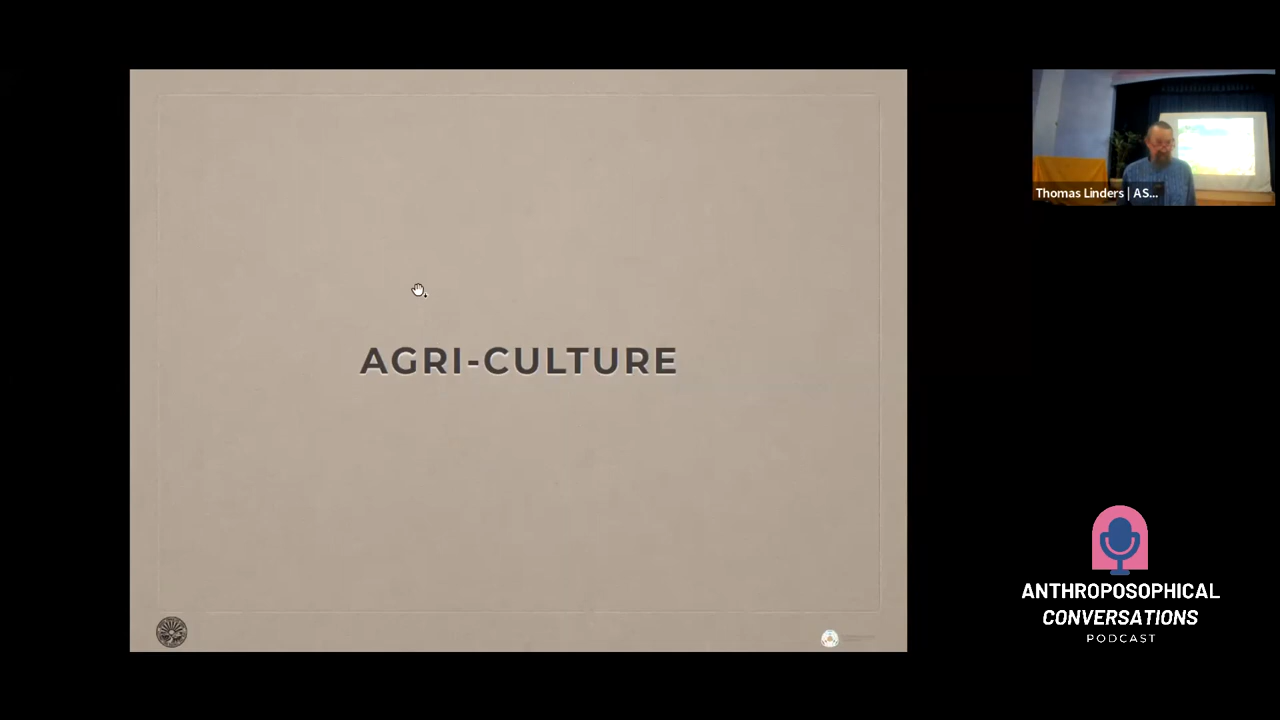 AGRI-CULTURE
Thomas Linders | AS...
ANTHROPOSOPHICAL
CONVERSATIONS
PODCAST